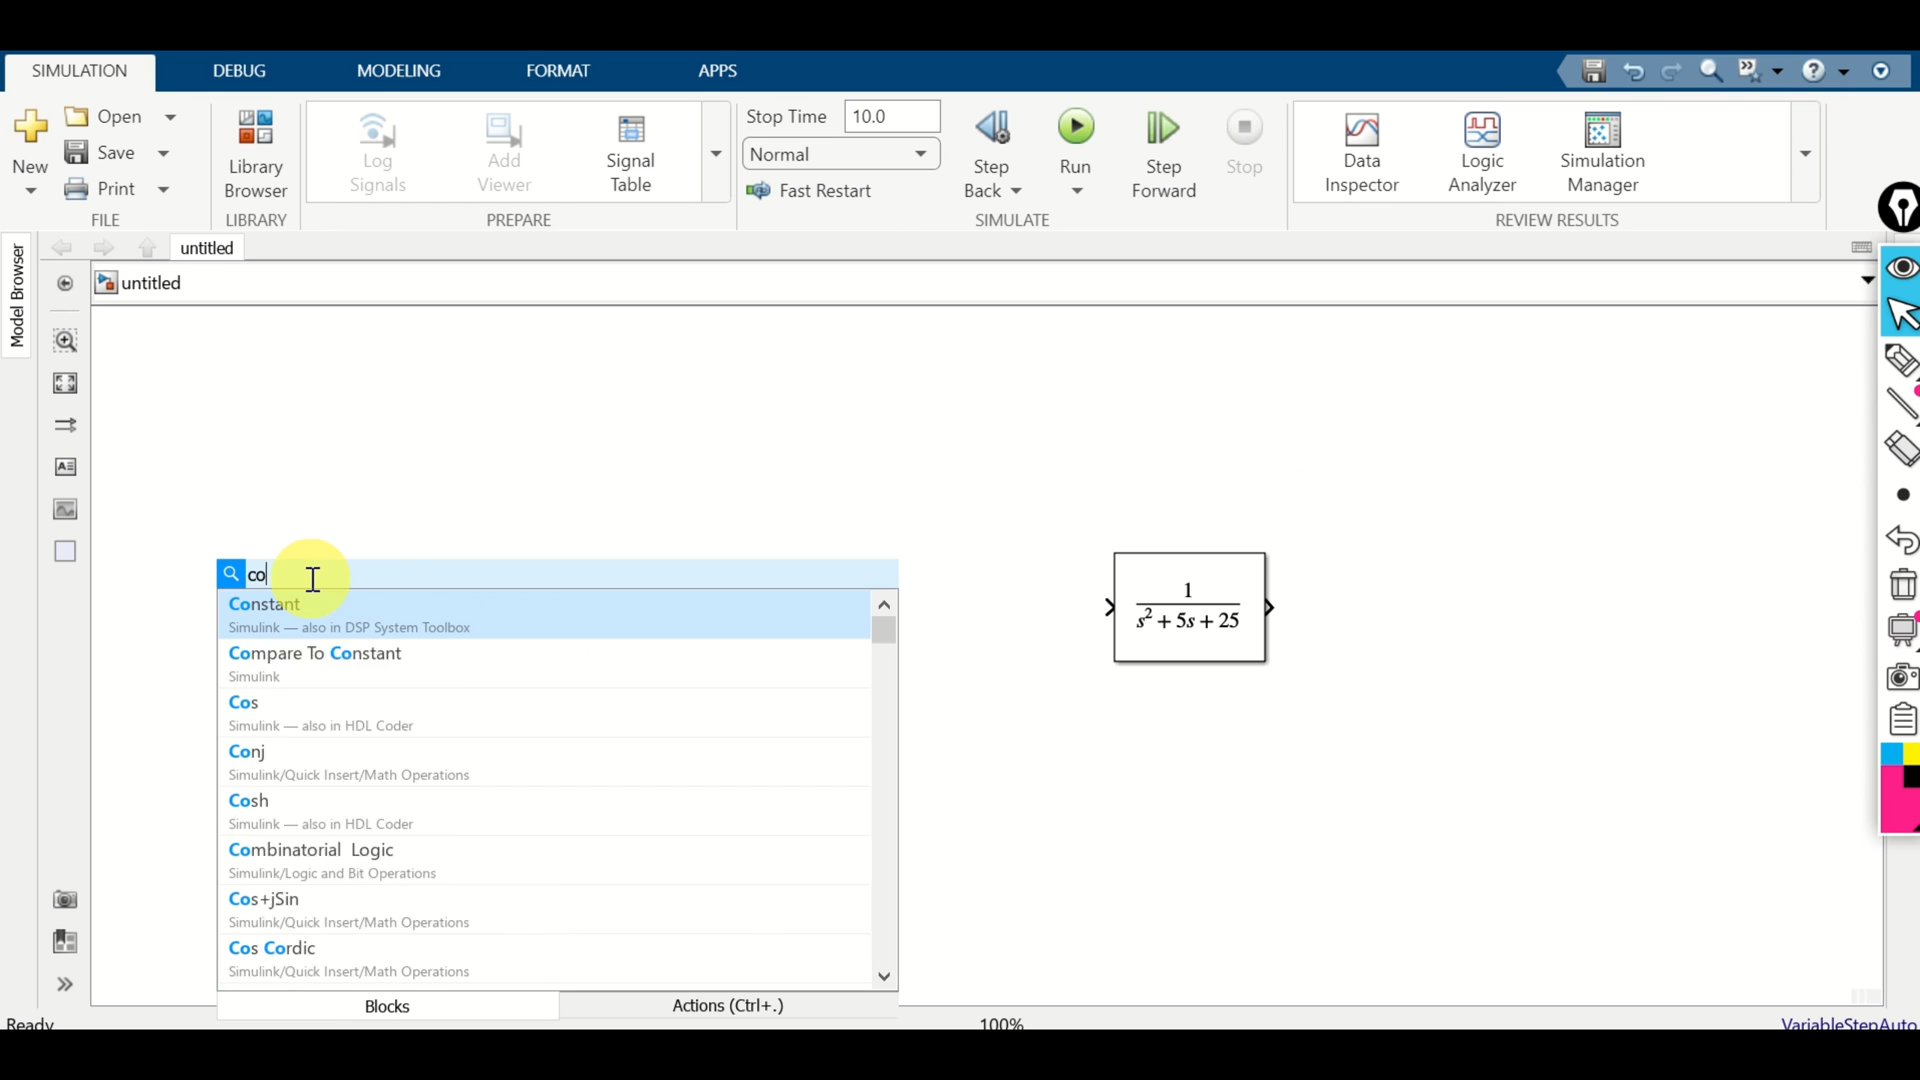 SIMULATION
DEBUG
MODELING
FORMAT
APPS
New
Open
Save
Print
FILE
Library
Browser
LIBRARY
Log
Signals
Add
Viewer
Signal
Table
PREPARE
Stop Time
10.0
Normal
Fast Restart
Step
Back
Run
Step
Forward
Stop
SIMULATE
Data
Inspector
Logic
Analyzer
Simulation
Manager
REVIEW RESULTS
Model Browser
untitled
untitled
co
Constant
Simulink — also in DSP System Toolbox
Compare To Constant
Simulink
Cos
Simulink — also in HDL Coder
Conj
Simulink/Quick Insert/Math Operations
Cosh
Simulink — also in HDL Coder
Combinatorial Logic
Simulink/Logic and Bit Operations
Cos+jSin
Simulink/Quick Insert/Math Operations
Cos Cordic
Simulink/Quick Insert/Math Operations
Blocks
Actions (Ctrl+.)
1
s² + 5s + 25
Ready
100%
VariableStepAuto